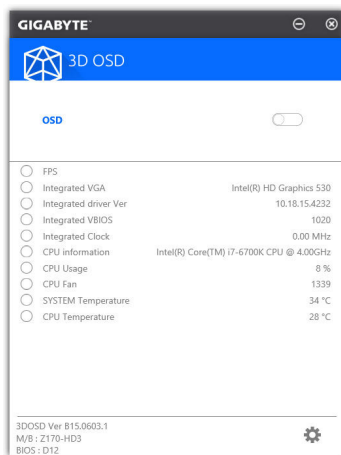 GIGABYTE™
3D OSD
OSD
FPS
Integrated VGA Intel(R) HD Graphics 530
Integrated driver Ver 10.18.15.4232
Integrated VBIOS 1020
Integrated Clock 0.00 MHz
CPU information Intel(R) Core(TM) i7-6700K CPU @ 4.00GHz
CPU Usage 8 %
CPU Fan 1339
SYSTEM Temperature 34 °C
CPU Temperature 28 °C
3DOSD Ver B15.0603.1
M/B : Z170-HD3
BIOS : D12